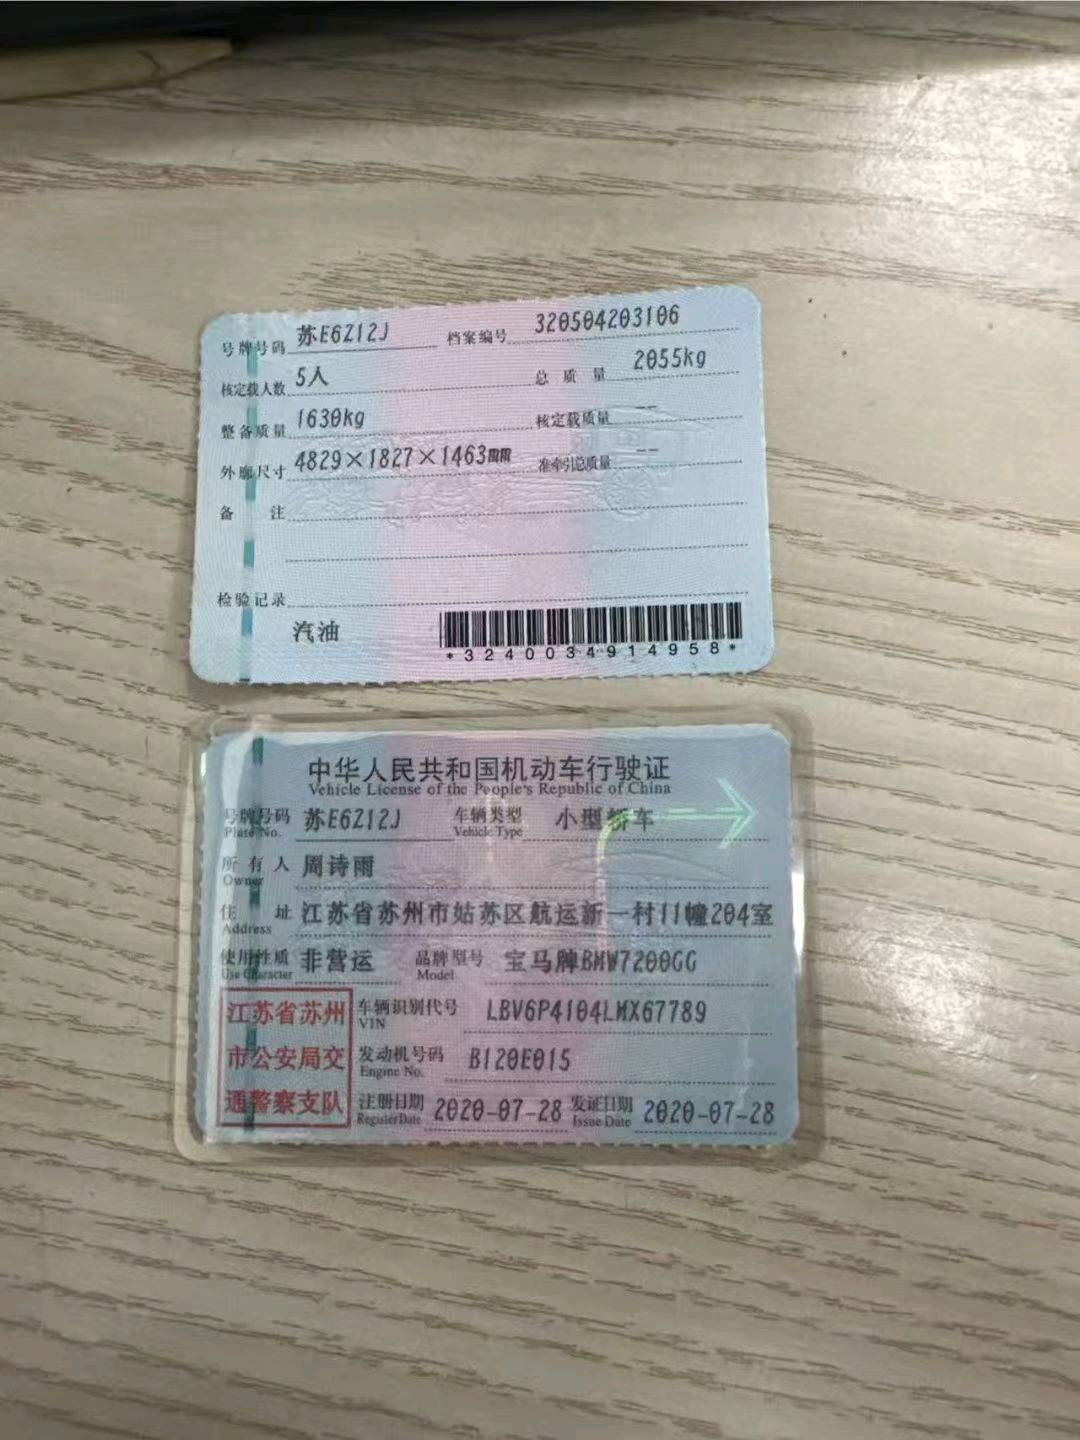 号牌号码 苏E6Z12J 档案编号 320504203106
核定载人数 5人 总质量 2055kg
整备质量 1630kg 核定载质量 --
外廓尺寸 4829×1827×1463mm 准牵引总质量 --
备注
检验记录
汽油
*3240034914958*
中华人民共和国机动车行驶证
Vehicle License of the People's Republic of China
号牌号码 苏E6Z12J 车辆类型 小型轿车
Plate No. Vehicle Type
所有人 周诗雨
Owner
住址 江苏省苏州市姑苏区航运新一村11幢204室
Address
使用性质 非营运 品牌型号 宝马牌BMW7200GG
Use Character Model
江苏省苏州市公安局交通警察支队
车辆识别代号 LBV6P4104LMX67789
VIN
发动机号码 B120E015
Engine No.
注册日期 2020-07-28 发证日期 2020-07-28
Register Date Issue Date